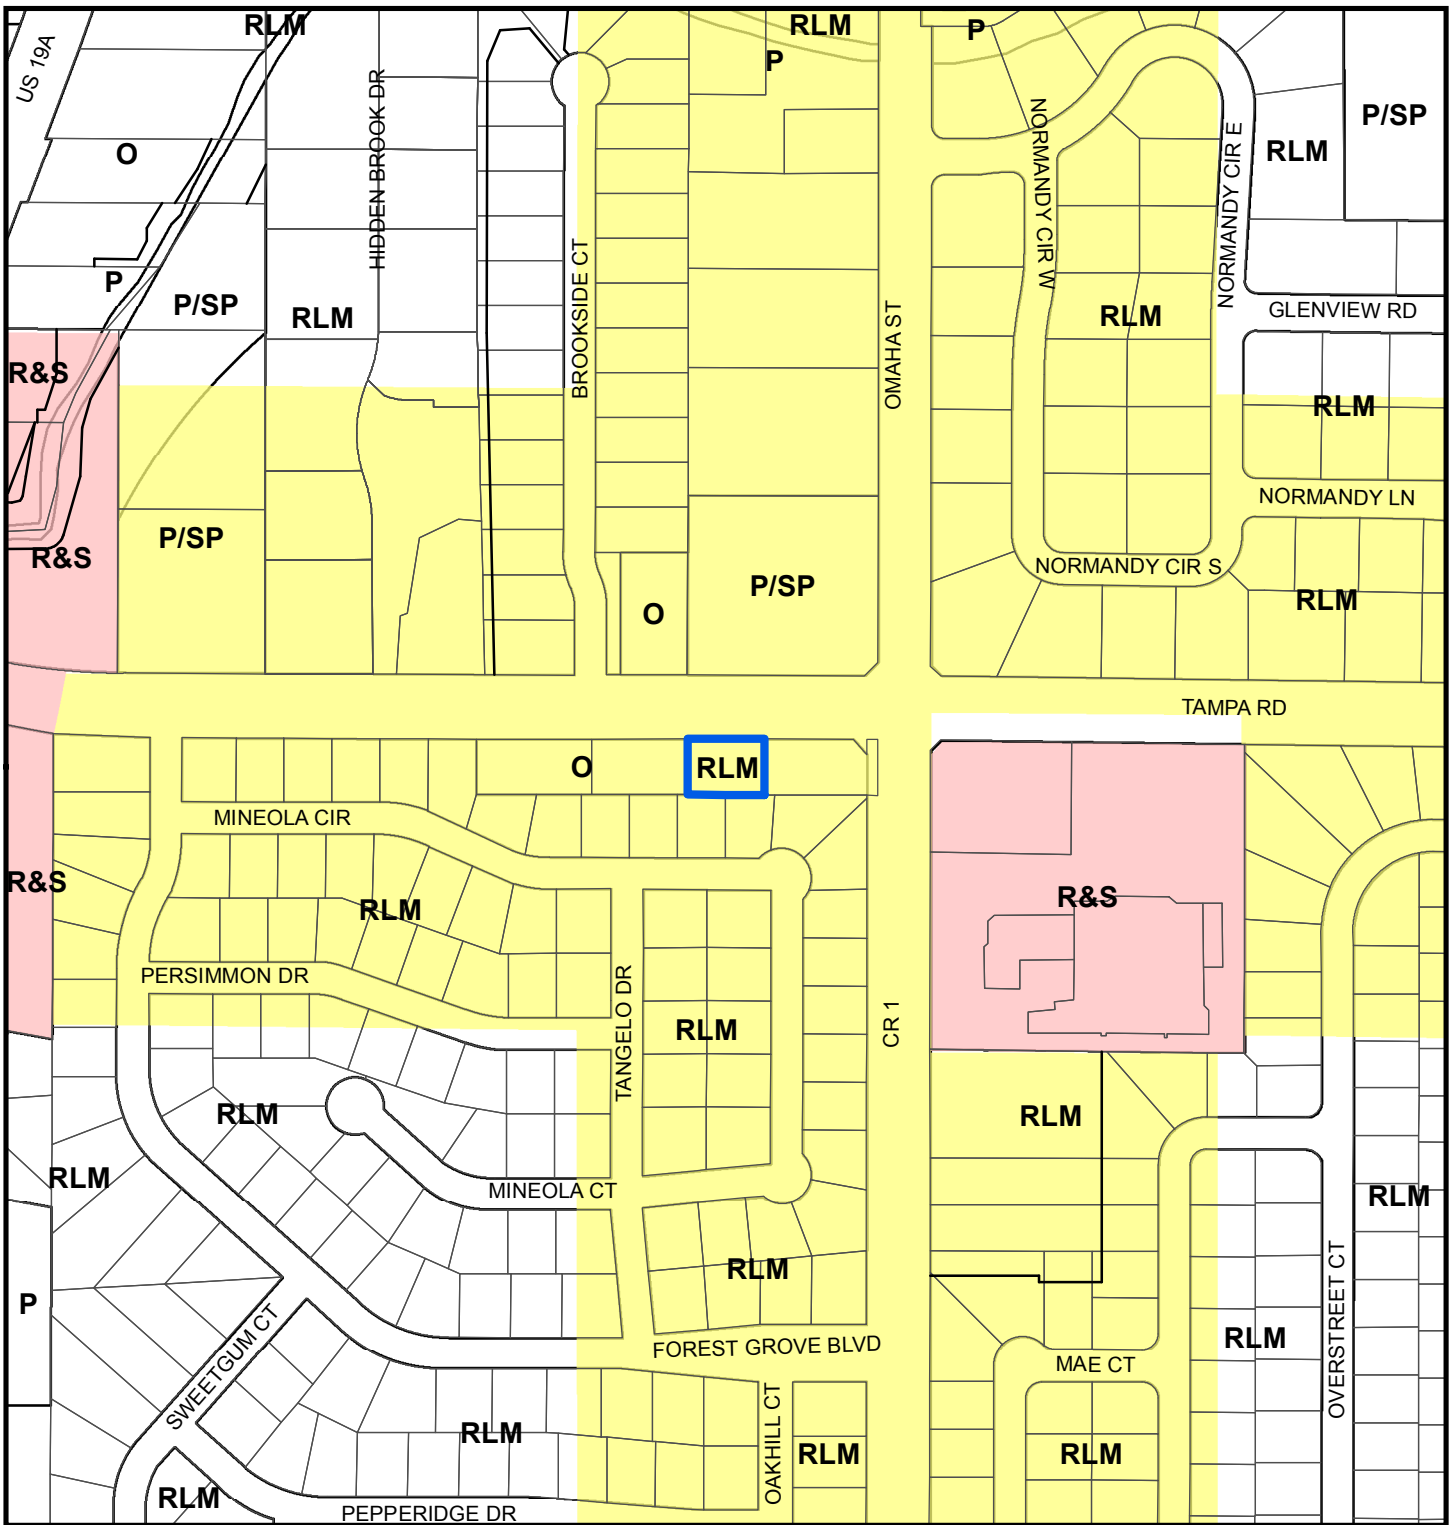 RLM
RLM
P
P
US 19A
HIDDEN BROOK DR
P/SP
O
NORMANDY CIR W
NORMANDY CIR E
RLM
BROOKSIDE CT
P
P/SP
RLM
OMAHA ST
RLM
GLENVIEW RD
R&S
RLM
NORMANDY LN
P/SP
R&S
NORMANDY CIR S
P/SP
O
RLM
TAMPA RD
O
RLM
MINEOLA CIR
R&S
R&S
RLM
PERSIMMON DR
TANGELO DR
CR 1
RLM
RLM
RLM
RLM
MINEOLA CT
RLM
RLM
P
SWEETGUM CT
FOREST GROVE BLVD
MAE CT
RLM
OVERSTREET CT
OAKHILL CT
RLM
RLM
RLM
RLM
PEPPERIDGE DR